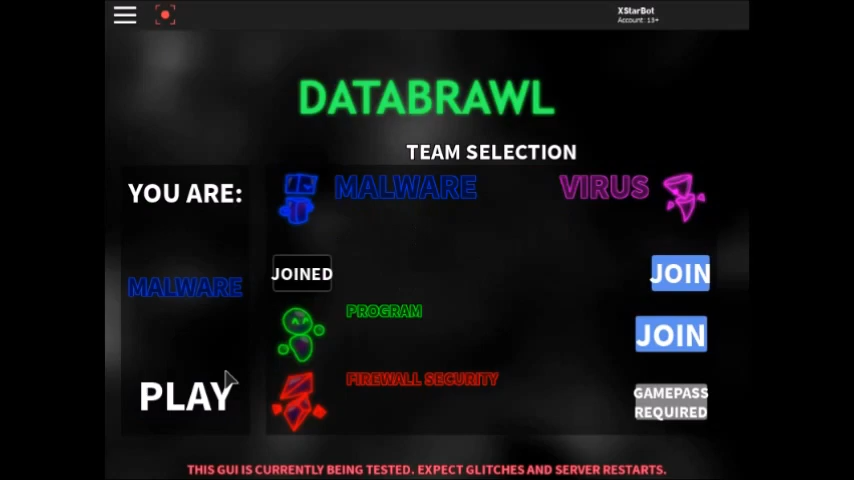 XStarBot
Account: 13+
DATABRAWL
TEAM SELECTION
YOU ARE:
MALWARE
VIRUS
JOINED
JOIN
MALWARE
PROGRAM
JOIN
FIREWALL SECURITY
PLAY
GAMEPASS
REQUIRED
THIS GUI IS CURRENTLY BEING TESTED. EXPECT GLITCHES AND SERVER RESTARTS.